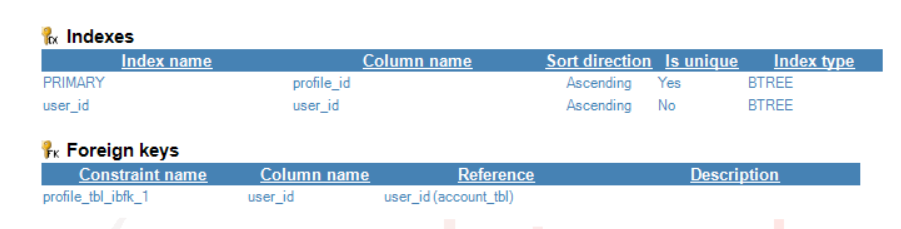 Indexes
Index name Column name Sort direction Is unique Index type
PRIMARY profile_id Ascending Yes BTREE
user_id user_id Ascending No BTREE
FK Foreign keys
Constraint name Column name Reference Description
profile_tbl_ibfk_1 user_id user_id (account_tbl)